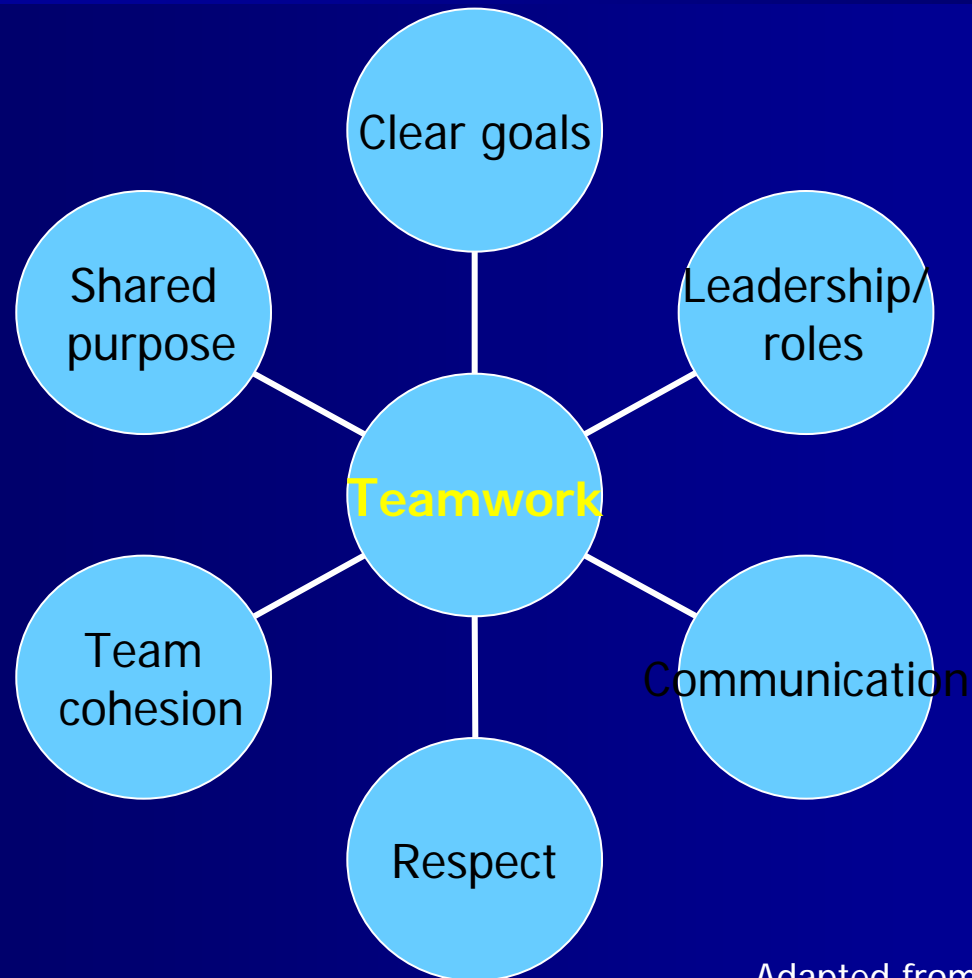 Clear goals
Shared
purpose
Leadership/
roles
Teamwork
Team
cohesion
Communication
Respect
Adapted from